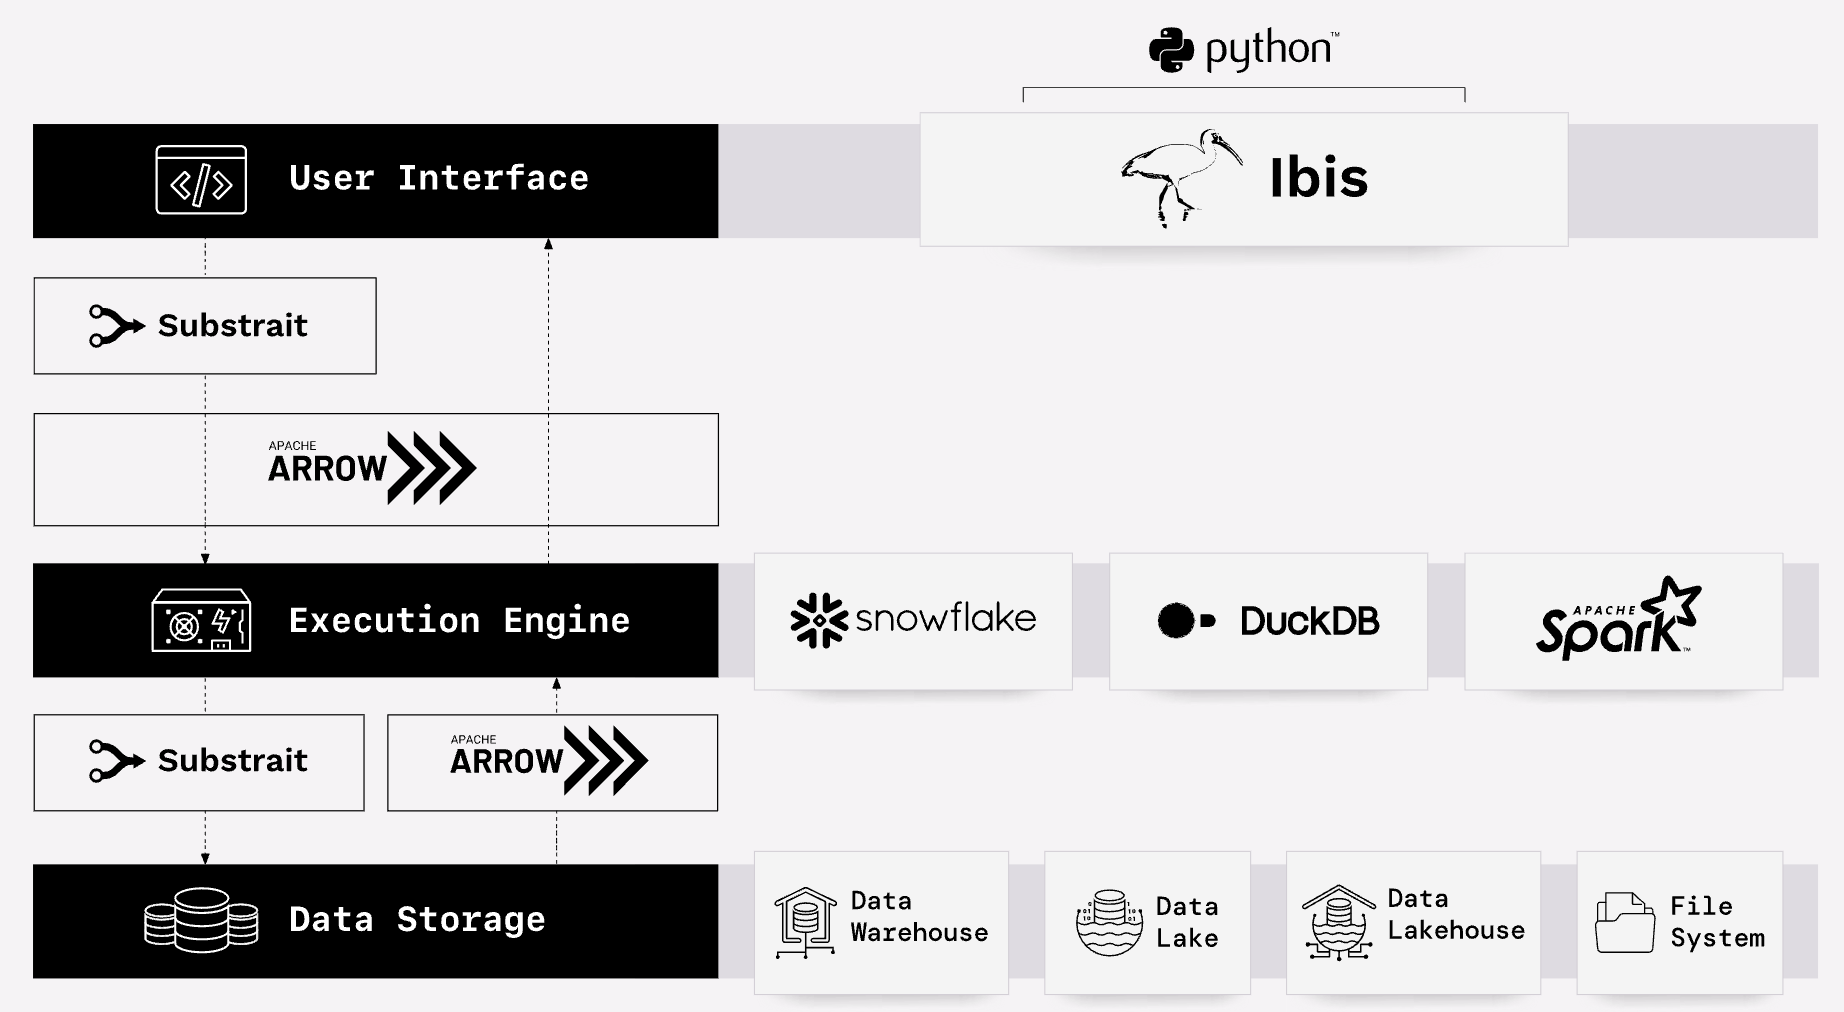 python™
</> User Interface
Ibis
Substrait
APACHE
ARROW
Execution Engine
snowflake
DuckDB
APACHE
Spark™
Substrait
APACHE
ARROW
Data Storage
Data
Warehouse
Data
Lake
Data
Lakehouse
File
System